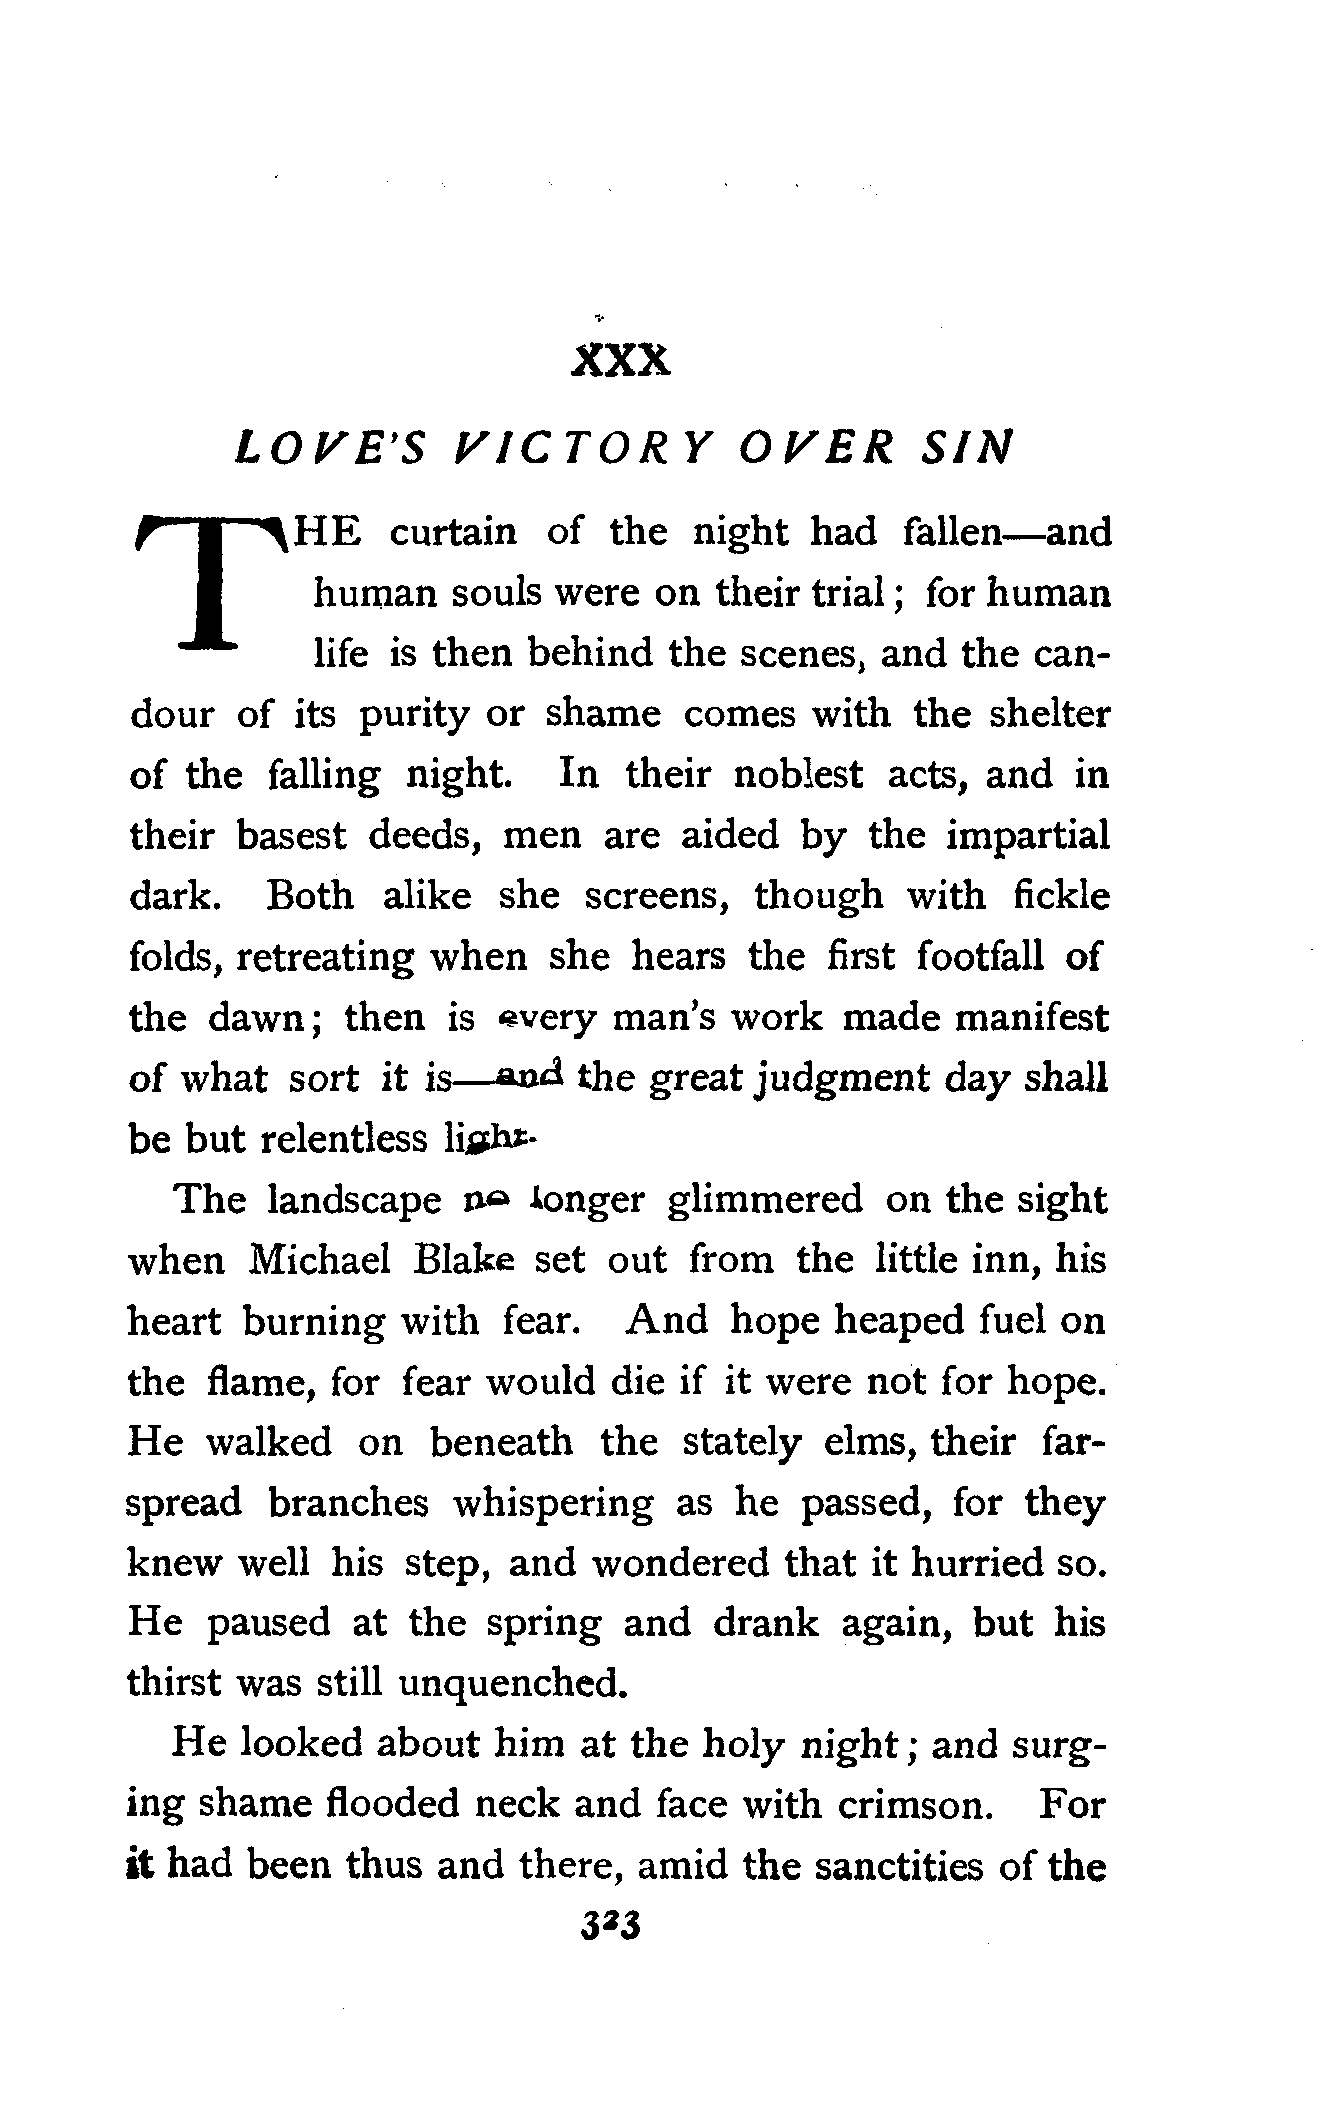 XXX
LOVE'S VICTORY OVER SIN
THE curtain of the night had fallen—and
human souls were on their trial; for human
life is then behind the scenes, and the can-
dour of its purity or shame comes with the shelter
of the falling night. In their noblest acts, and in
their basest deeds, men are aided by the impartial
dark. Both alike she screens, though with fickle
folds, retreating when she hears the first footfall of
the dawn; then is every man's work made manifest
of what sort it is—and the great judgment day shall
be but relentless light.
The landscape no longer glimmered on the sight
when Michael Blake set out from the little inn, his
heart burning with fear. And hope heaped fuel on
the flame, for fear would die if it were not for hope.
He walked on beneath the stately elms, their far-
spread branches whispering as he passed, for they
knew well his step, and wondered that it hurried so.
He paused at the spring and drank again, but his
thirst was still unquenched.
He looked about him at the holy night; and surg-
ing shame flooded neck and face with crimson. For
it had been thus and there, amid the sanctities of the
323